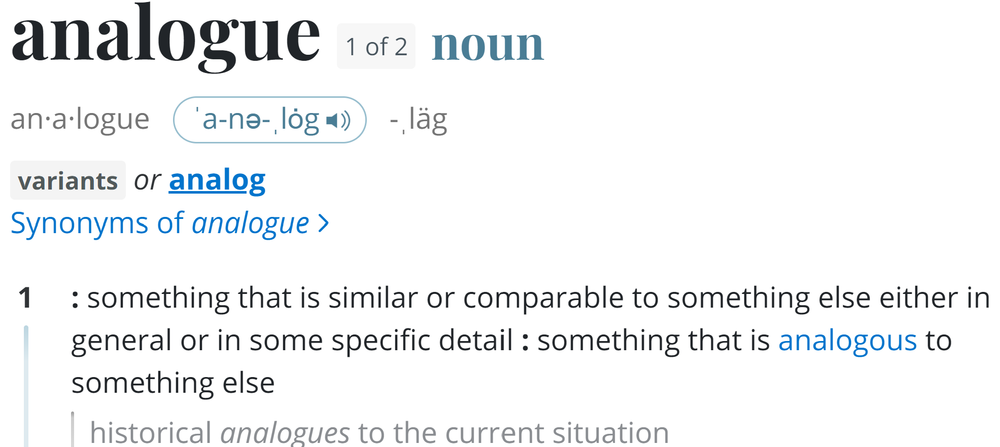 analogue 1 of 2 noun
an·a·logue ˈa-nə-ˌlȯg -ˌläg
variants or analog
Synonyms of analogue >
1 : something that is similar or comparable to something else either in
general or in some specific detail : something that is analogous to
something else
historical analogues to the current situation